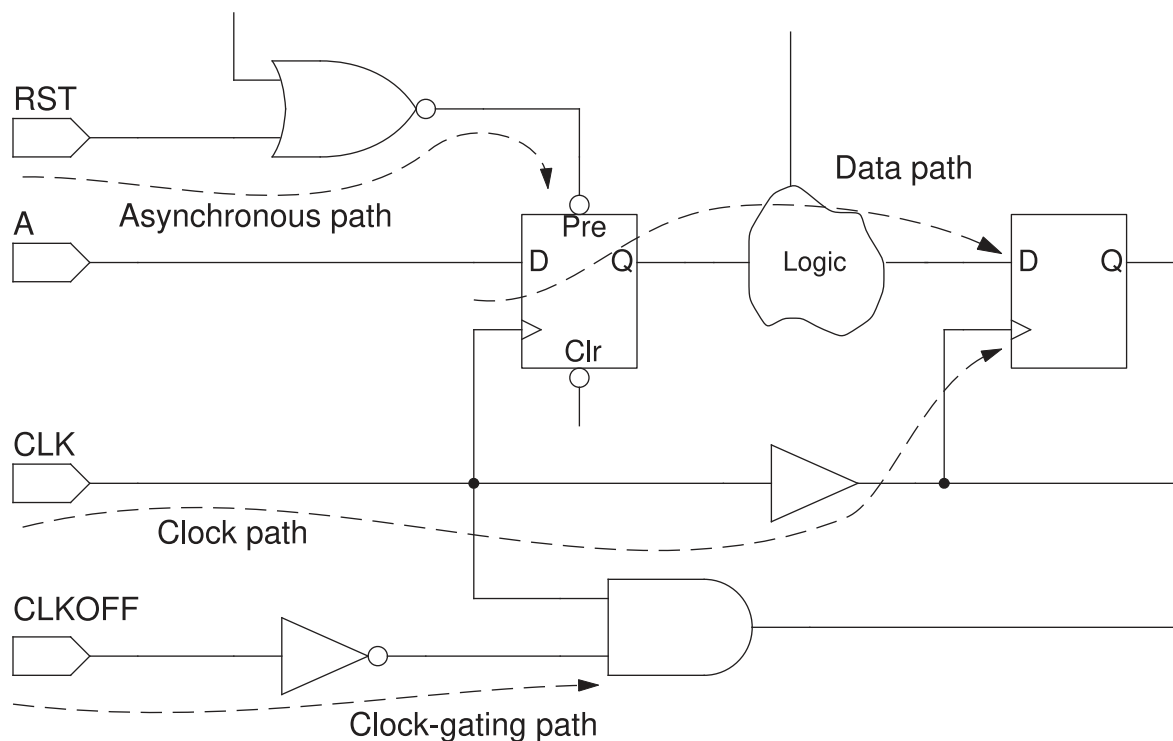 RST
Data path
Asynchronous path
A
Pre
D
Q
Logic
D
Q
Clr
CLK
Clock path
CLKOFF
Clock-gating path